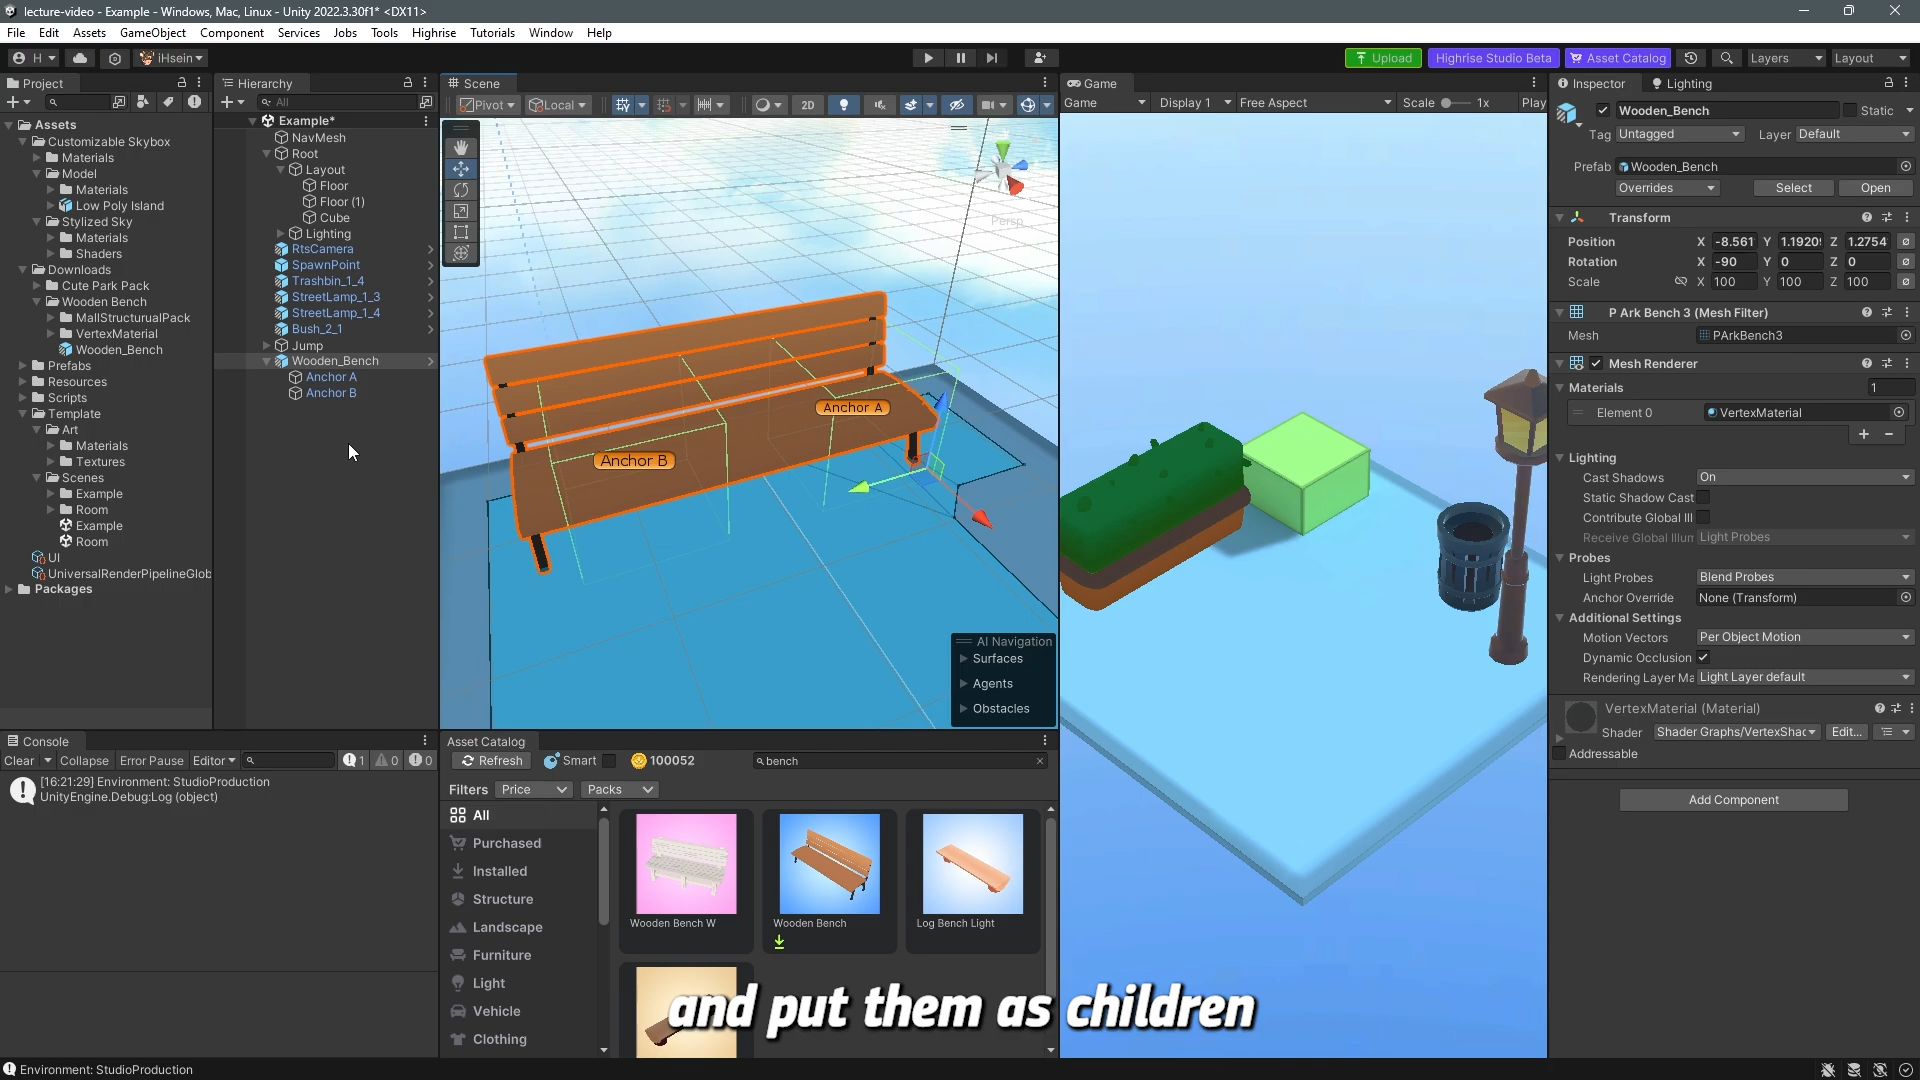 lecture-video - Example - Windows, Mac, Linux - Unity 2022.3.30f1* <DX11>
File Edit Assets GameObject Component Services Jobs Tools Highrise Tutorials Window Help
H iHsein Upload Highrise Studio Beta Asset Catalog Layers Layout
Project
Assets
Customizable Skybox
Materials
Model
Materials
Low Poly Island
Stylized Sky
Materials
Shaders
Downloads
Cute Park Pack
Wooden Bench
MallStructurualPack
VertexMaterial
Wooden_Bench
Prefabs
Resources
Scripts
Template
Art
Materials
Textures
Scenes
Example
Room
Example
Room
UI
UniversalRenderPipelineGlob
Packages
Hierarchy
All
Example*
NavMesh
Root
Layout
Floor
Floor (1)
Cube
Lighting
RtsCamera
SpawnPoint
Trashbin_1_4
StreetLamp_1_3
StreetLamp_1_4
Bush_2_1
Jump
Wooden_Bench
Anchor A
Anchor B
Scene
Pivot Local 2D
Persp
Anchor A
Anchor B
AI Navigation
Surfaces
Agents
Obstacles
Game
Game Display 1 Free Aspect Scale 1x Play
Inspector Lighting
Wooden_Bench Static
Tag Untagged Layer Default
Prefab Wooden_Bench
Overrides Select Open
Transform
Position X -8.561 Y 1.1920 Z 1.2754
Rotation X -90 Y 0 Z 0
Scale X 100 Y 100 Z 100
P Ark Bench 3 (Mesh Filter)
Mesh PArkBench3
Mesh Renderer
Materials 1
Element 0 VertexMaterial
Lighting
Cast Shadows On
Static Shadow Cast
Contribute Global Ill
Receive Global Illum Light Probes
Probes
Light Probes Blend Probes
Anchor Override None (Transform)
Additional Settings
Motion Vectors Per Object Motion
Dynamic Occlusion
Rendering Layer Ma Light Layer default
VertexMaterial (Material)
Shader Shader Graphs/VertexShac Edit...
Addressable
Add Component
Console
Clear Collapse Error Pause Editor 1 0 0
[16:21:29] Environment: StudioProduction
UnityEngine.Debug:Log (object)
Asset Catalog
Refresh Smart 100052 bench
Filters Price Packs
All
Purchased
Installed
Structure
Landscape
Furniture
Light
Vehicle
Clothing
Wooden Bench W
Wooden Bench
Log Bench Light
and put them as children
Environment: StudioProduction